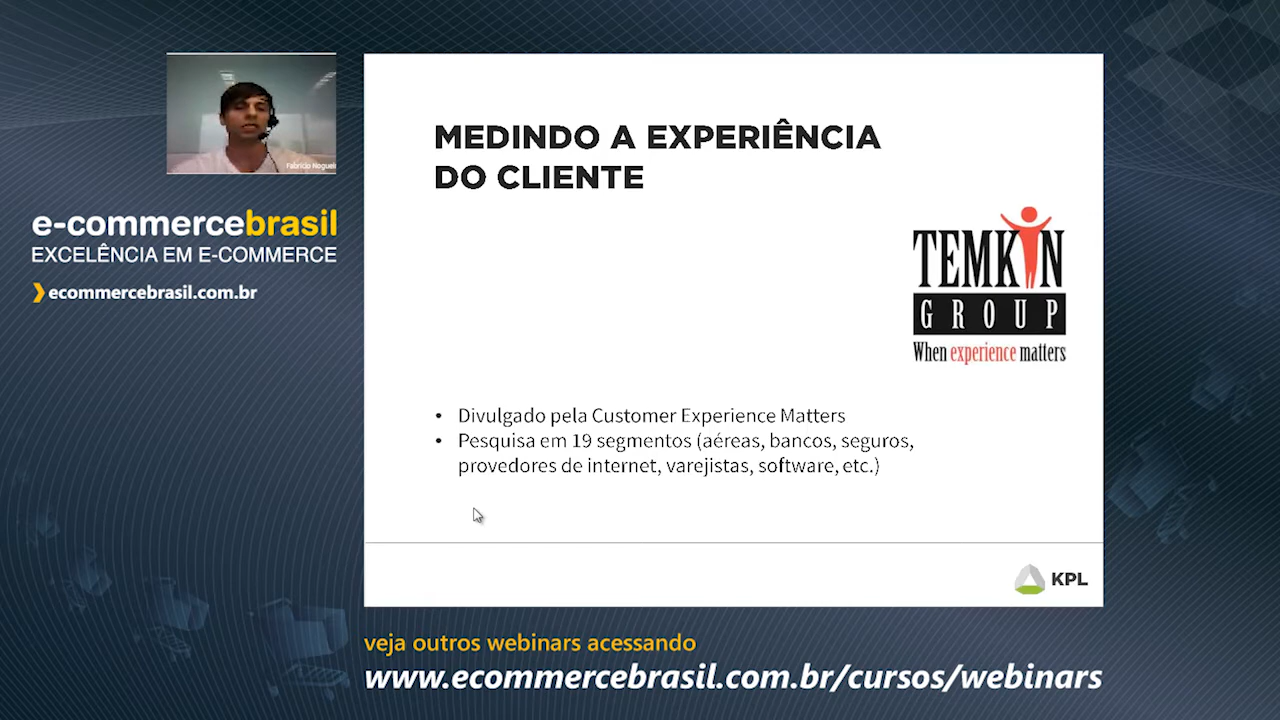 Fabricio Noguei
e-commercebrasil
EXCELÊNCIA EM E-COMMERCE
ecommercebrasil.com.br
MEDINDO A EXPERIÊNCIA
DO CLIENTE
TEMKIN
GROUP
When experience matters
• Divulgado pela Customer Experience Matters
• Pesquisa em 19 segmentos (aéreas, bancos, seguros,
provedores de internet, varejistas, software, etc.)
KPL
veja outros webinars acessando
www.ecommercebrasil.com.br/cursos/webinars